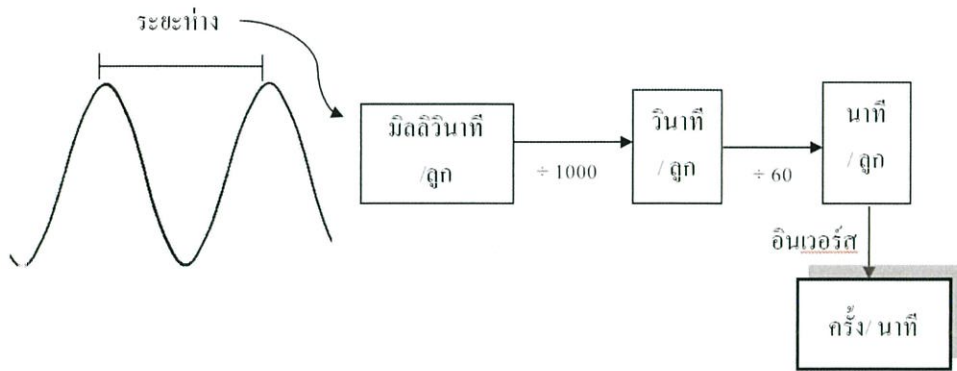 ระยะห่าง
มิลลิวินาที
/ลูก
÷ 1000
วินาที
/ ลูก
÷ 60
นาที
/ ลูก
อินเวอร์ส
ครั้ง/ นาที